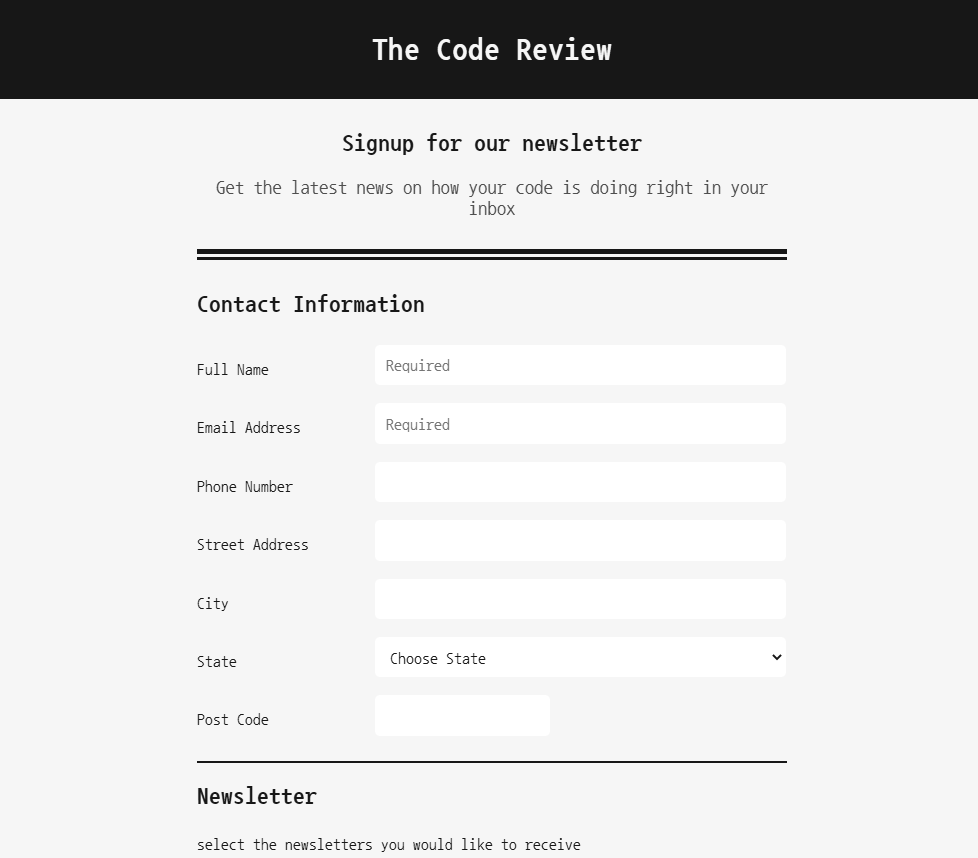 The Code Review
Signup for our newsletter
Get the latest news on how your code is doing right in your
inbox
Contact Information
Full Name
Required
Email Address
Required
Phone Number
Street Address
City
State
Choose State
Post Code
Newsletter
select the newsletters you would like to receive